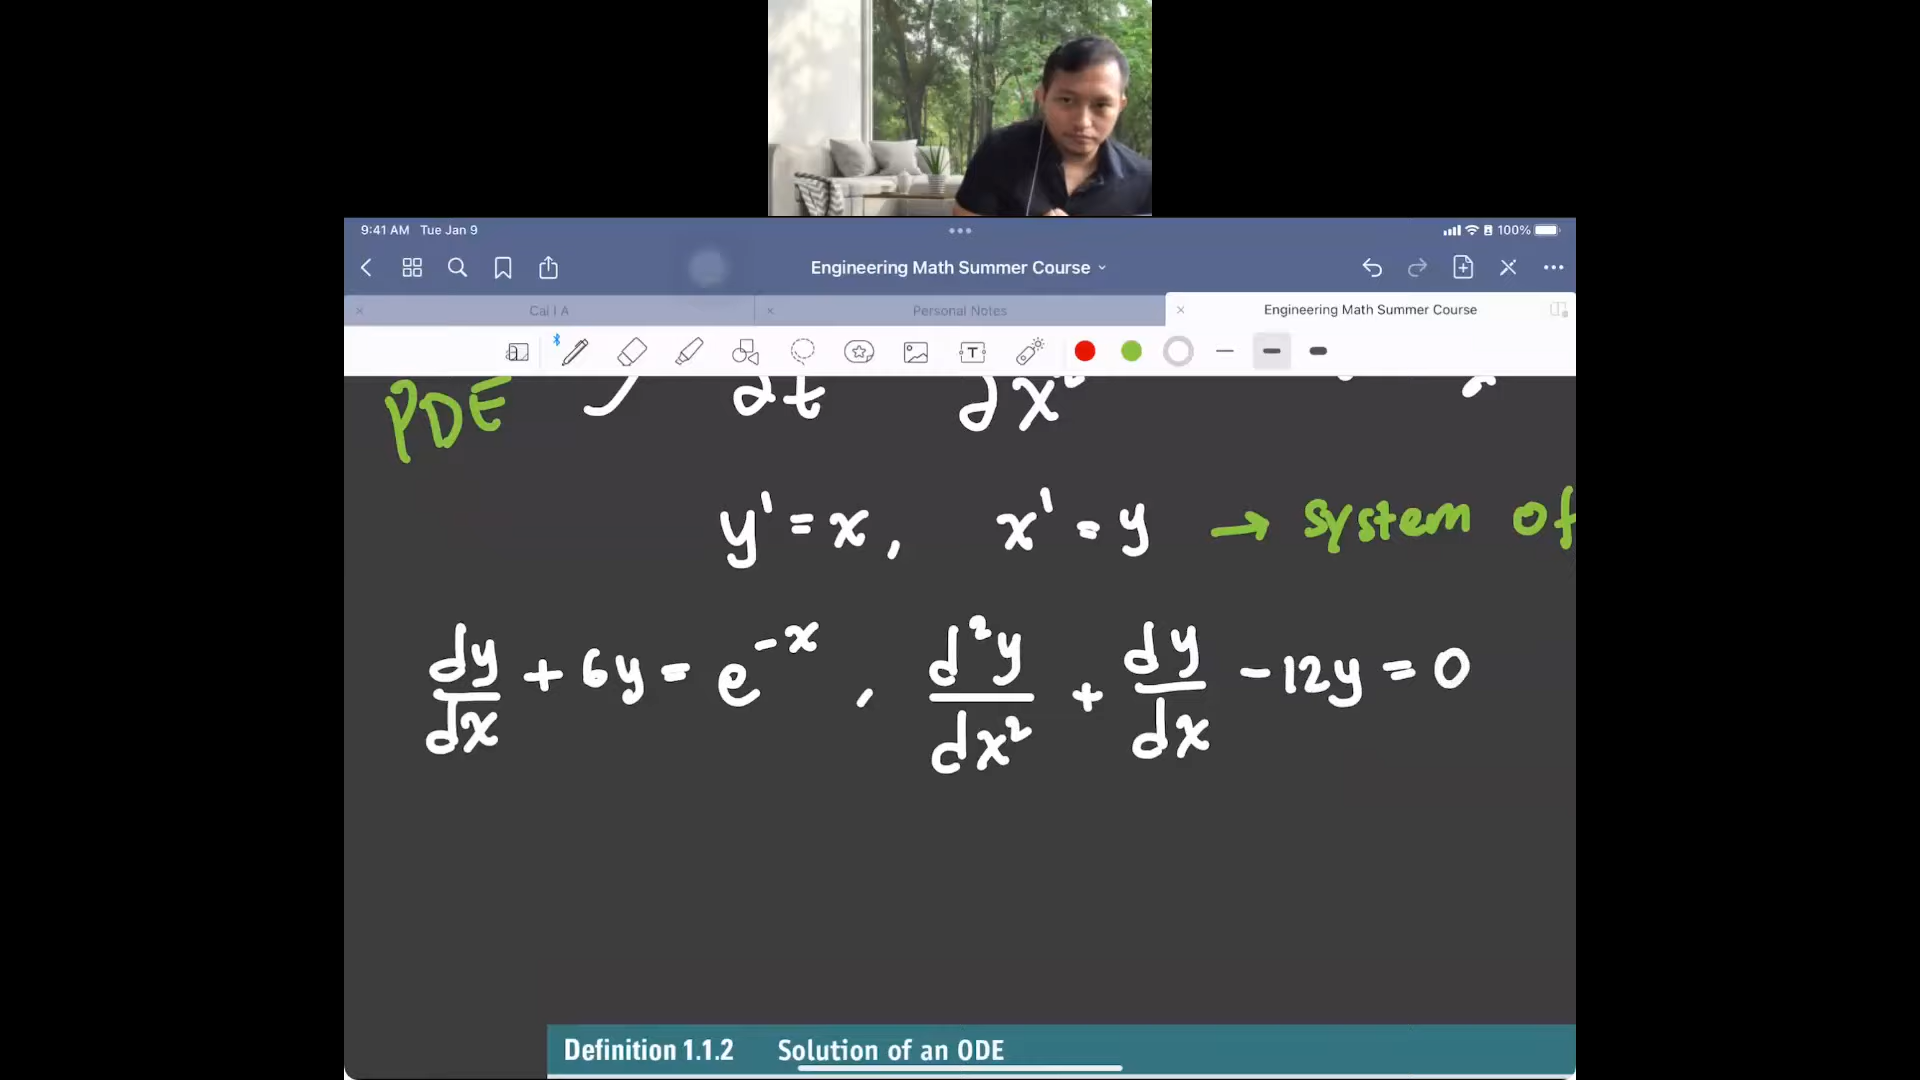 9:41 AM Tue Jan 9
100%
Engineering Math Summer Course
Cal I A
Personal Notes
Engineering Math Summer Course
PDE ∂t ∂x²
y' = x, x' = y → system of
dy/dx + 6y = e^-x , d²y/dx² + dy/dx - 12y = 0
Definition 1.1.2 Solution of an ODE